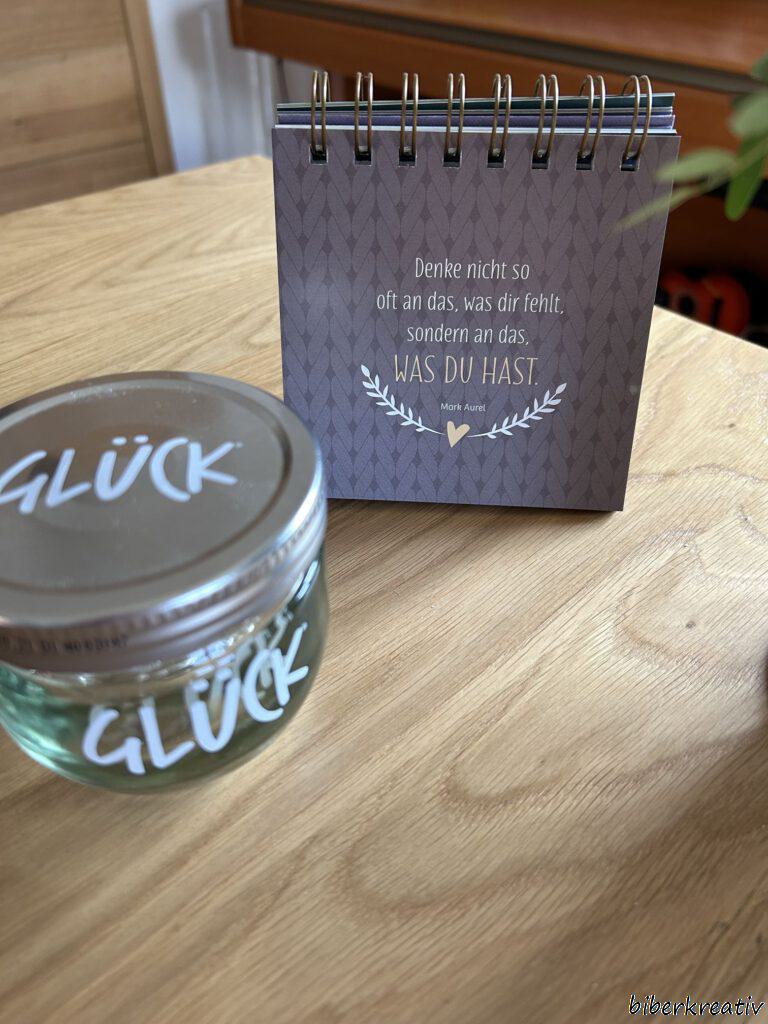 Denke nicht so
oft an das, was dir fehlt,
sondern an das,
WAS DU HAST.
Mark Aurel
GLÜCK
GLÜCK
biberkreativ